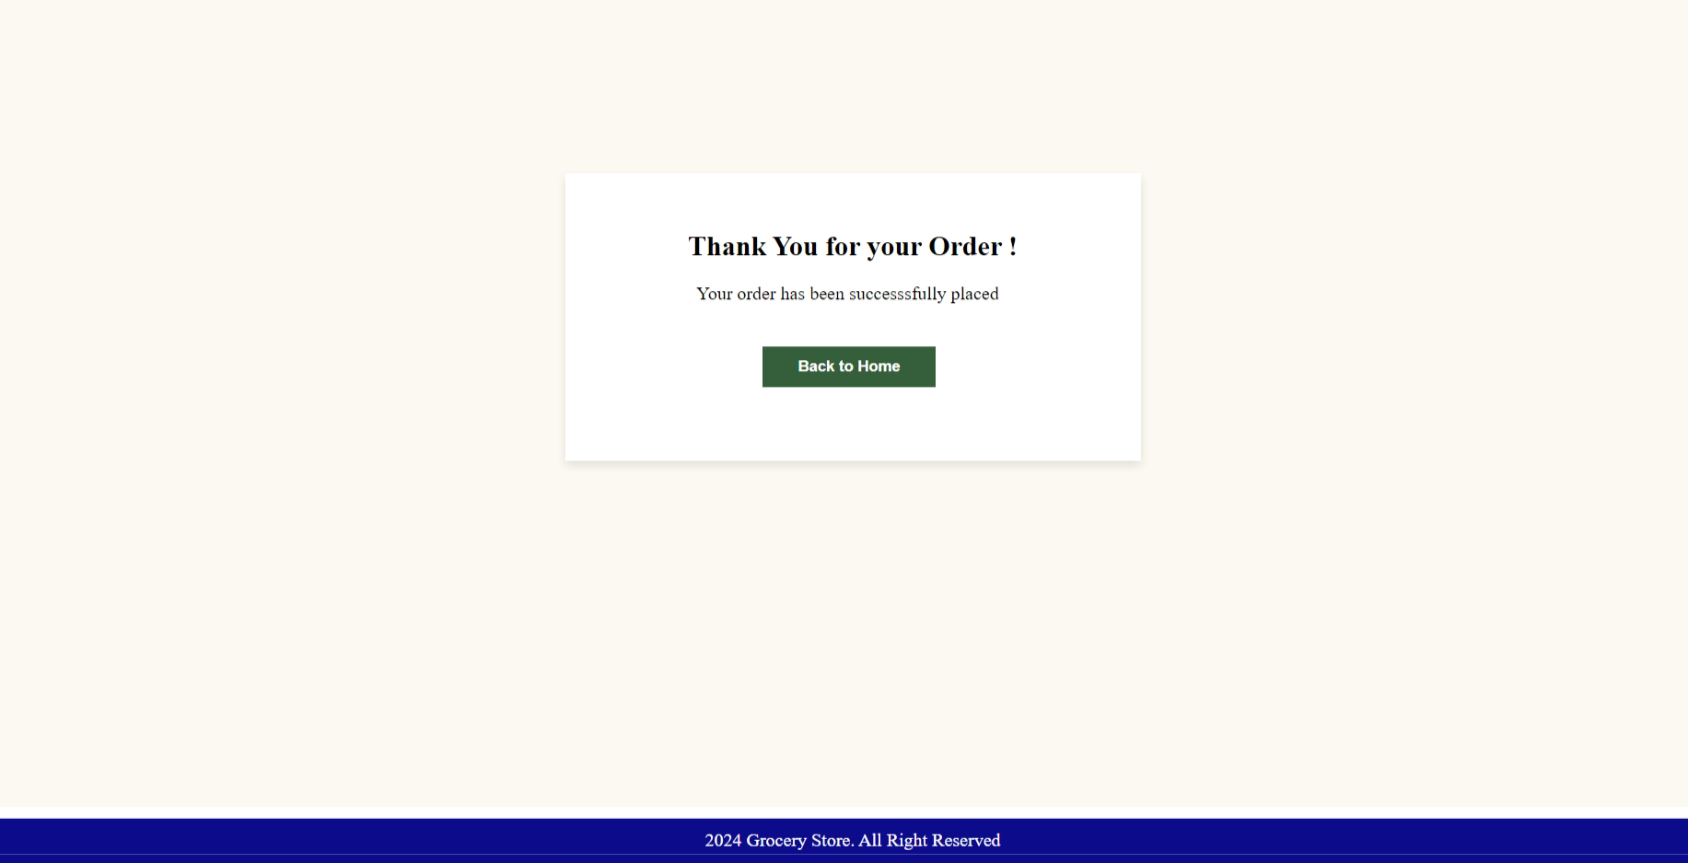 Thank You for your Order !
Your order has been successsfully placed
Back to Home
2024 Grocery Store. All Right Reserved